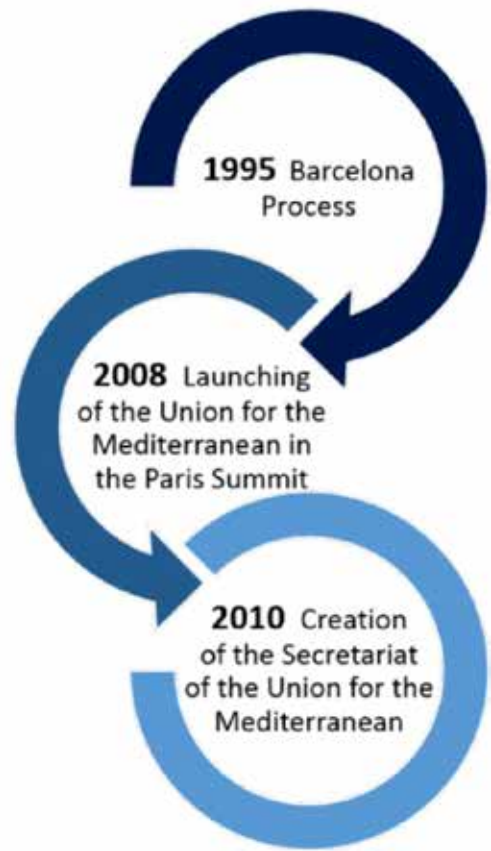 1995 Barcelona
Process
2008 Launching
of the Union for the
Mediterranean in
the Paris Summit
2010 Creation
of the Secretariat
of the Union for the
Mediterranean